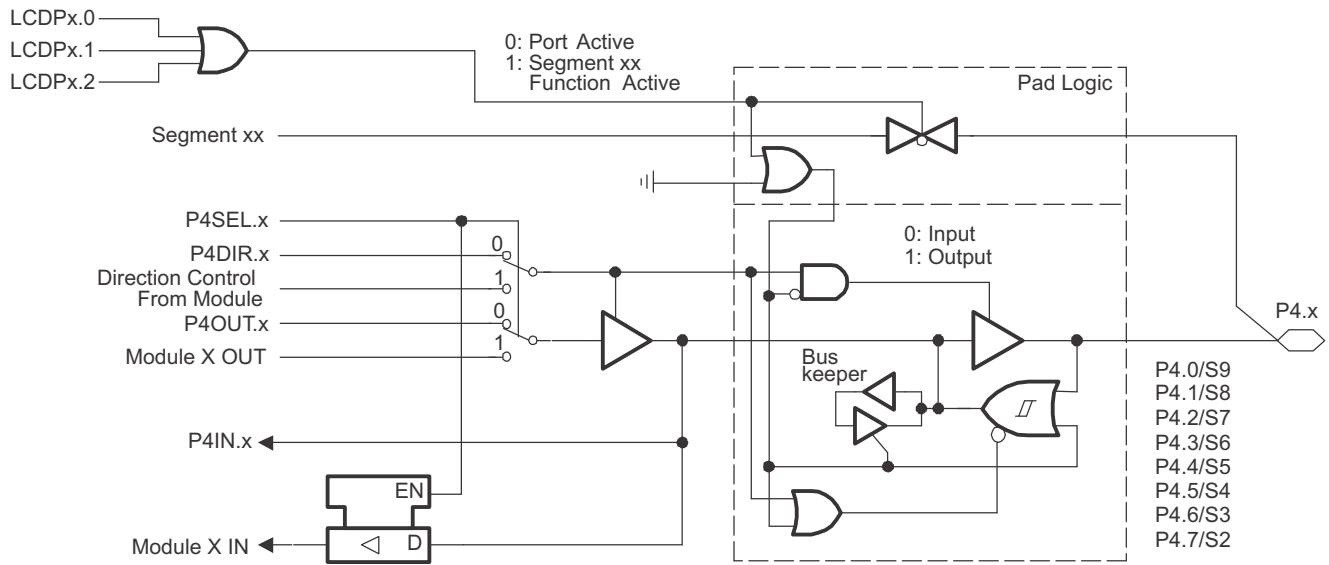 LCDPx.0
LCDPx.1
LCDPx.2
0: Port Active
1: Segment xx
Function Active
Pad Logic
Segment xx
P4SEL.x
0: Input
1: Output
P4DIR.x
0
Direction Control
From Module
1
P4OUT.x
0
Module X OUT
1
P4.x
Bus
keeper
P4.0/S9
P4.1/S8
P4.2/S7
P4.3/S6
P4.4/S5
P4.5/S4
P4.6/S3
P4.7/S2
P4IN.x
EN
D
Module X IN